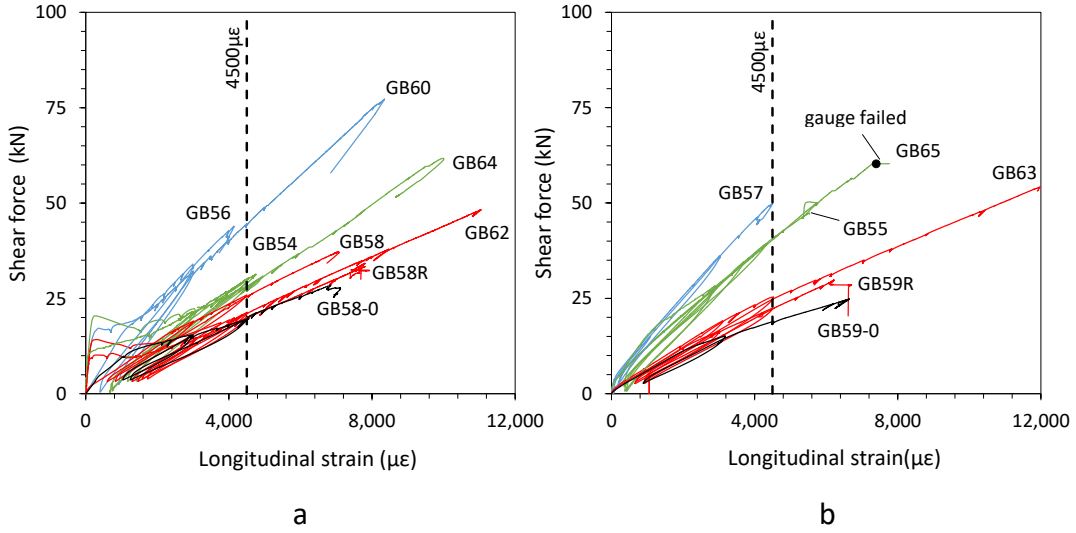 100
75
50
25
0
Shear force (kN)
4500µε
GB60
GB64
GB56
GB54
GB58
GB62
GB58R
GB58-0
0
4,000
8,000
12,000
Longitudinal strain (µε)
a
100
75
50
25
0
Shear force (kN)
4500µε
gauge failed
GB65
GB63
GB57
GB55
GB59R
GB59-0
0
4,000
8,000
12,000
Longitudinal strain(µε)
b